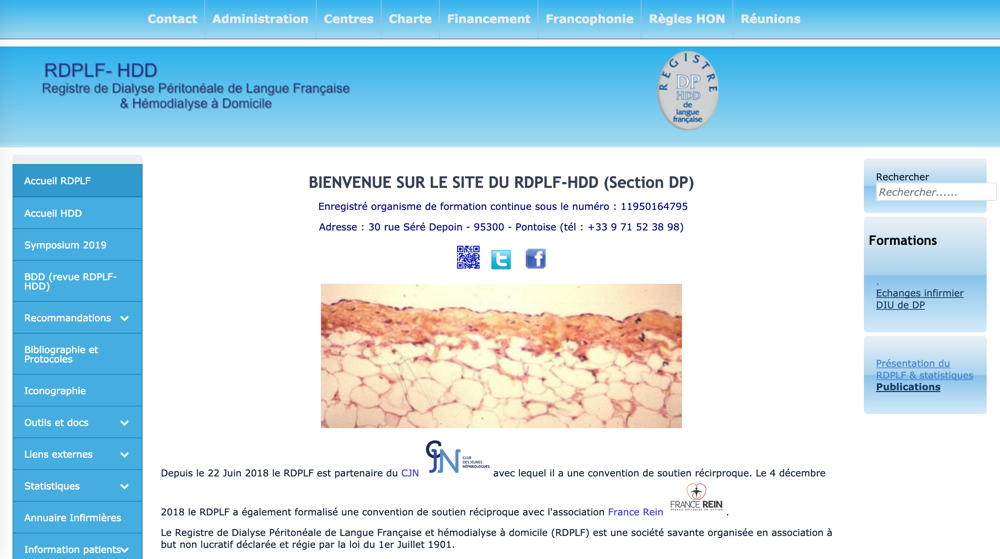 Contact Administration Centres Charte Financement Francophonie Règles HON Réunions
RDPLF- HDD
Registre de Dialyse Péritonéale de Langue Française
& Hémodialyse à Domicile
REGISTRE
DP
HDD
de
langue
française
Accueil RDPLF
Accueil HDD
Symposium 2019
BDD (revue RDPLF-
HDD)
Recommandations
Bibliographie et
Protocoles
Iconographie
Outils et docs
Liens externes
Statistiques
Annuaire Infirmières
Information patients
BIENVENUE SUR LE SITE DU RDPLF-HDD (Section DP)
Enregistré organisme de formation continue sous le numéro : 11950164795
Adresse : 30 rue Séré Depoin - 95300 - Pontoise (tél : +33 9 71 52 38 98)
Depuis le 22 Juin 2018 le RDPLF est partenaire du CJN CJN CLUB DES JEUNES NÉPHROLOGUES avec lequel il a une convention de soutien récirproque. Le 4 décembre
2018 le RDPLF a également formalisé une convention de soutien réciproque avec l'association France Rein FRANCE REIN .
Le Registre de Dialyse Péritonéale de Langue Française et hémodialyse à domicile (RDPLF) est une société savante organisée en association à
but non lucratif déclarée et régie par la loi du 1er Juillet 1901.
Rechercher
Rechercher......
Formations
.
Echanges infirmier
DIU de DP
Présentation du
RDPLF & statistiques
Publications